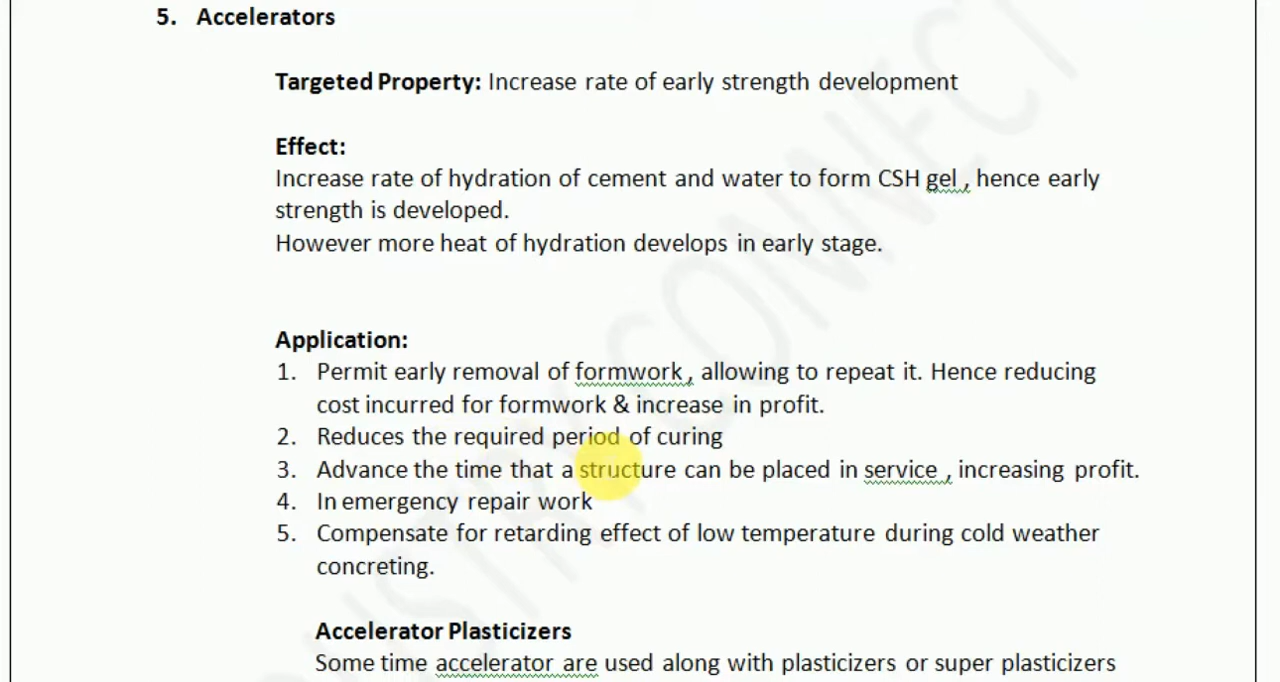 5. Accelerators
Targeted Property: Increase rate of early strength development
Effect:
Increase rate of hydration of cement and water to form CSH gel , hence early
strength is developed.
However more heat of hydration develops in early stage.
Application:
1. Permit early removal of formwork , allowing to repeat it. Hence reducing
cost incurred for formwork & increase in profit.
2. Reduces the required period of curing
3. Advance the time that a structure can be placed in service , increasing profit.
4. In emergency repair work
5. Compensate for retarding effect of low temperature during cold weather
concreting.
Accelerator Plasticizers
Some time accelerator are used along with plasticizers or super plasticizers